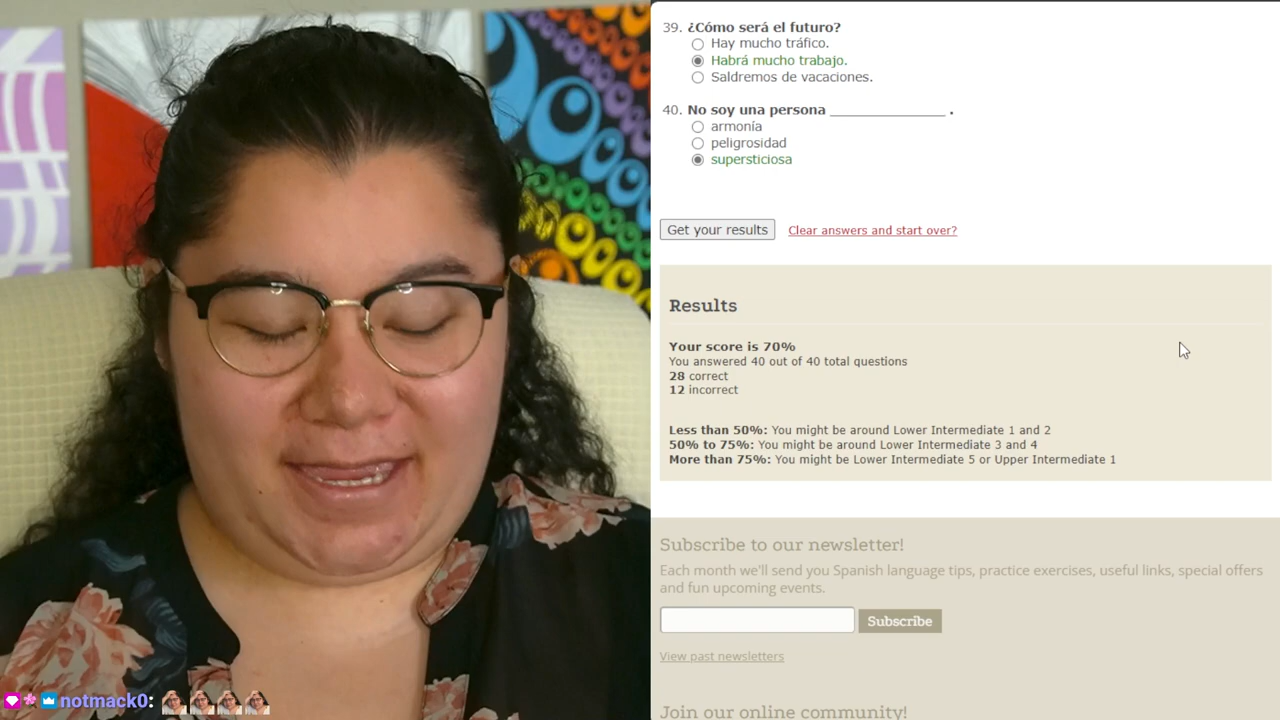 39. ¿Cómo será el futuro?
Hay mucho tráfico.
Habrá mucho trabajo.
Saldremos de vacaciones.
40. No soy una persona ________________ .
armonía
peligrosidad
supersticiosa
Get your results Clear answers and start over?
Results
Your score is 70%
You answered 40 out of 40 total questions
28 correct
12 incorrect
Less than 50%: You might be around Lower Intermediate 1 and 2
50% to 75%: You might be around Lower Intermediate 3 and 4
More than 75%: You might be Lower Intermediate 5 or Upper Intermediate 1
Subscribe to our newsletter!
Each month we'll send you Spanish language tips, practice exercises, useful links, special offers
and fun upcoming events.
Subscribe
View past newsletters
Join our online community!
notmack0: